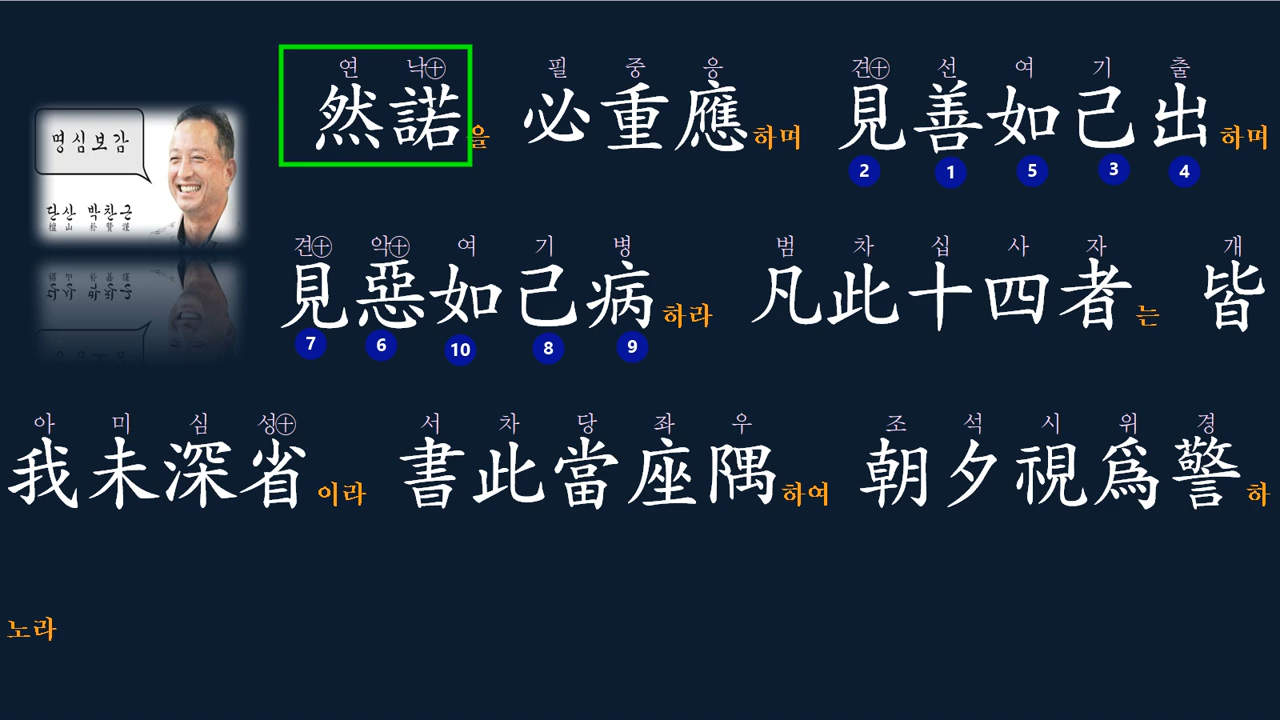 명심보감
단산 박찬근
檀山 朴贊謹
연 낙㊉ 필 중 응 견㊉ 선 여 기 출
然諾을 必重應하며 見善如己出하며
2 1 5 3 4
견㊉ 악㊉ 여 기 병 범 차 십 사 자 개
見惡如己病하라 凡此十四者는 皆
7 6 10 8 9
아 미 심 성㊉ 서 차 당 좌 우 조 석 시 위 경
我未深省이라 書此當座隅하여 朝夕視爲警하
노라